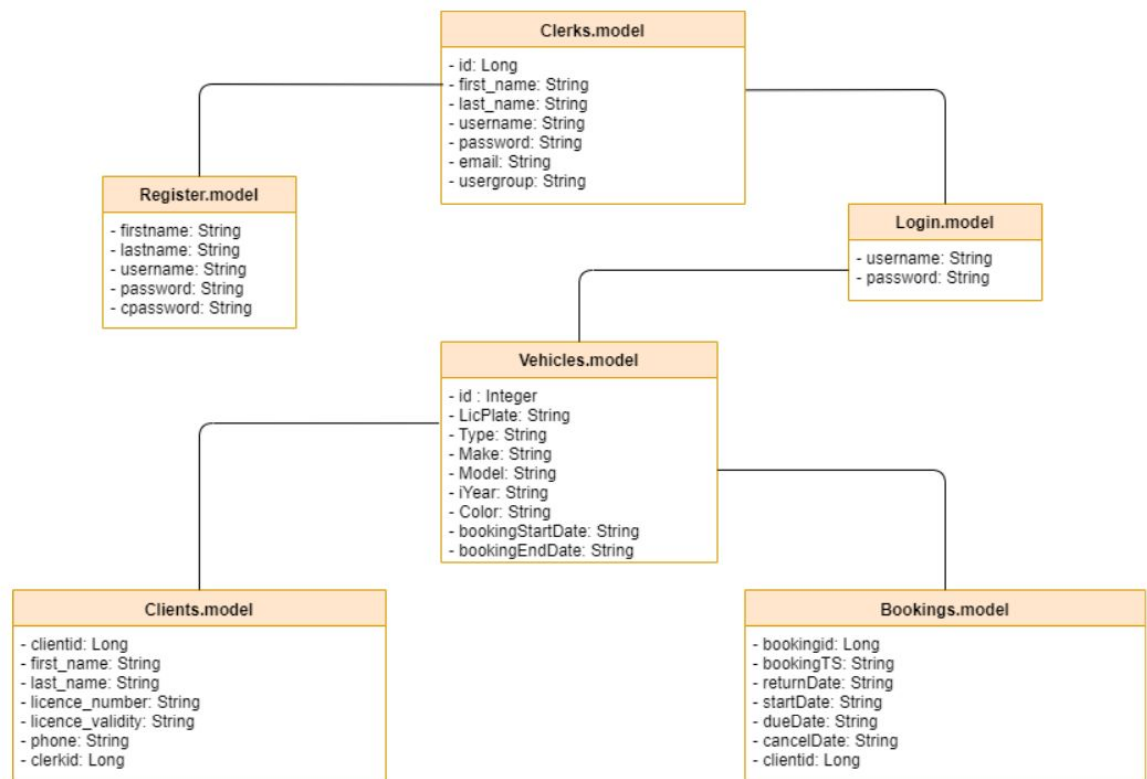 Clerks.model
- id: Long
- first_name: String
- last_name: String
- username: String
- password: String
- email: String
- usergroup: String
Register.model
- firstname: String
- lastname: String
- username: String
- password: String
- cpassword: String
Login.model
- username: String
- password: String
Vehicles.model
- id : Integer
- LicPlate: String
- Type: String
- Make: String
- Model: String
- iYear: String
- Color: String
- bookingStartDate: String
- bookingEndDate: String
Clients.model
- clientid: Long
- first_name: String
- last_name: String
- licence_number: String
- licence_validity: String
- phone: String
- clerkid: Long
Bookings.model
- bookingid: Long
- bookingTS: String
- returnDate: String
- startDate: String
- dueDate: String
- cancelDate: String
- clientid: Long